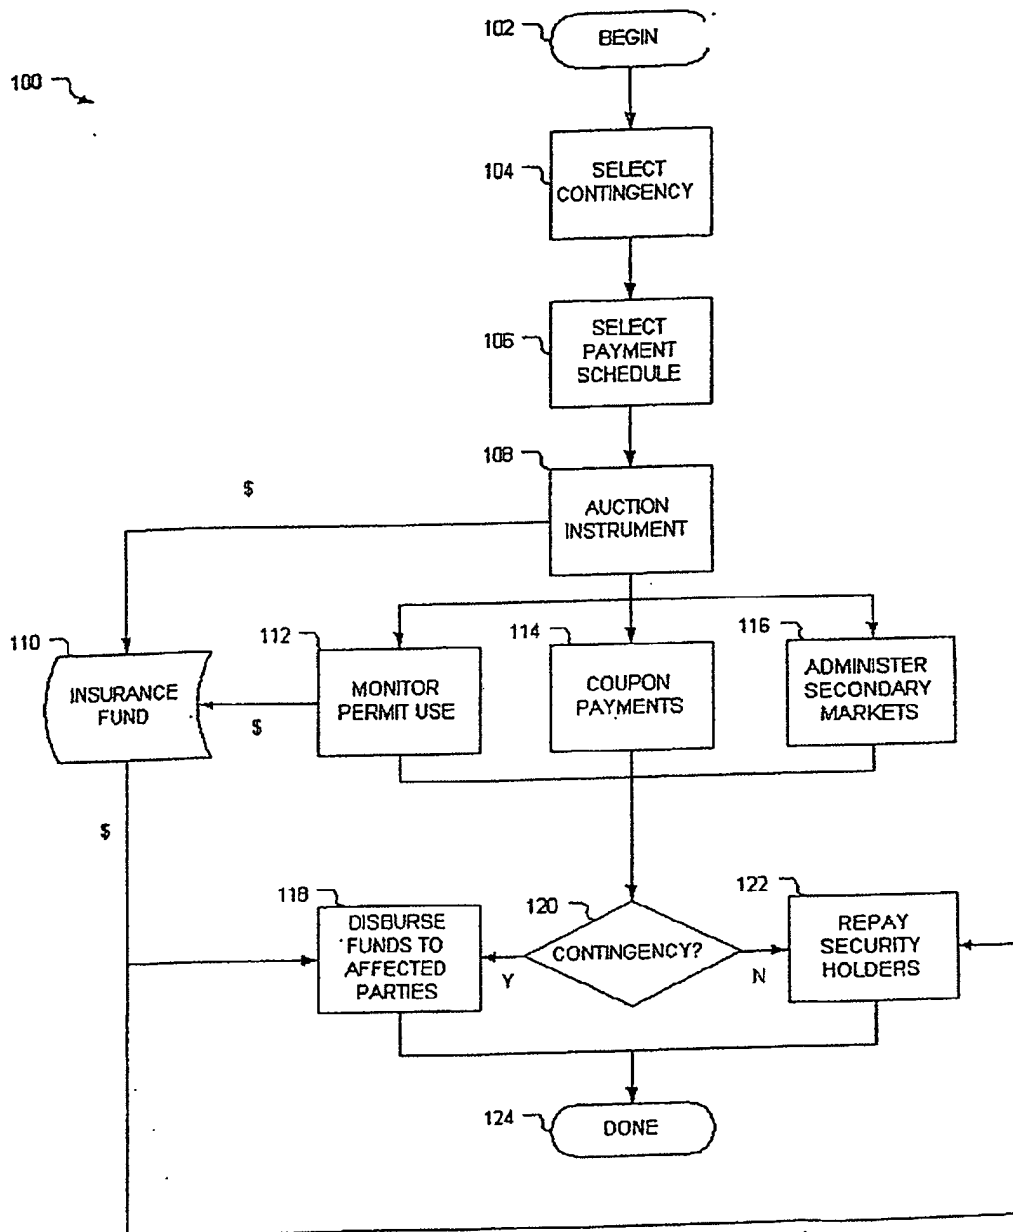 102
BEGIN
100
104
SELECT
CONTINGENCY
106
SELECT
PAYMENT
SCHEDULE
108
AUCTION
INSTRUMENT
$
110
INSURANCE
FUND
112
MONITOR
PERMIT USE
$
114
COUPON
PAYMENTS
116
ADMINISTER
SECONDARY
MARKETS
$
118
DISBURSE
FUNDS TO
AFFECTED
PARTIES
120
CONTINGENCY?
Y
N
122
REPAY
SECURITY
HOLDERS
124
DONE